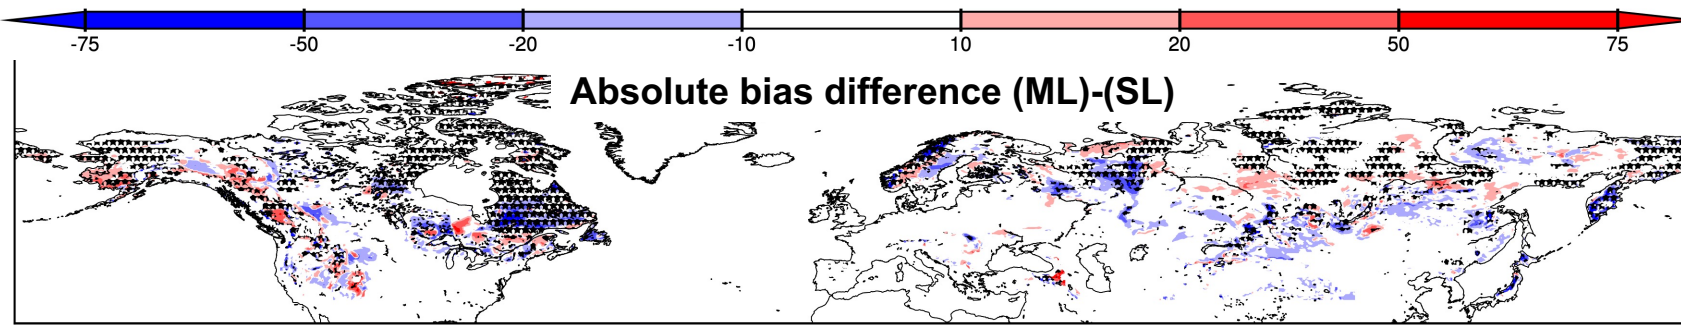 -75 -50 -20 -10 10 20 50 75
Absolute bias difference (ML)-(SL)